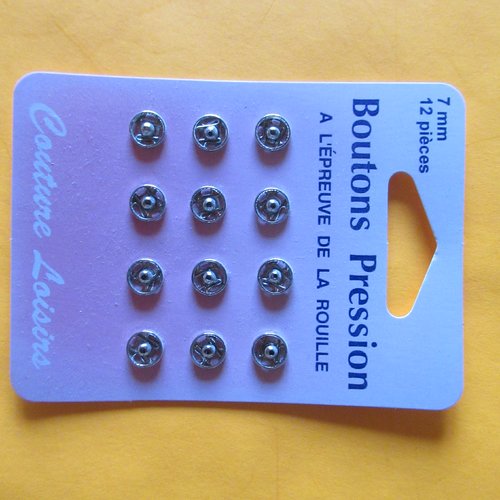 7 mm
12 pièces
Boutons Pression
A L'ÉPREUVE DE LA ROUILLE
Couture Loisirs